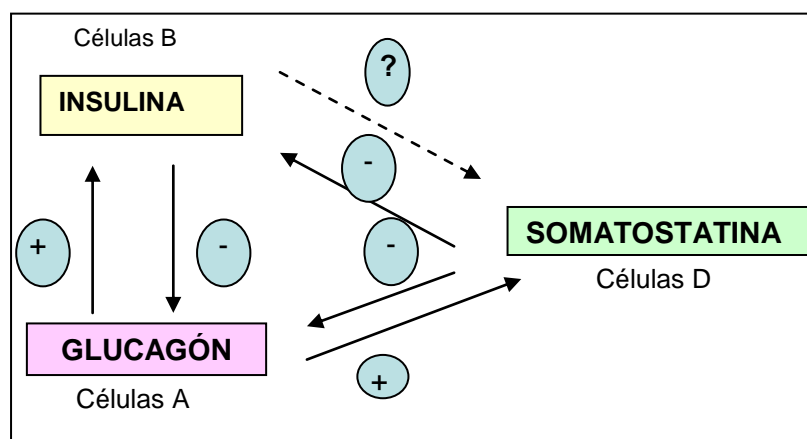 Células B
?
INSULINA
-
-
+
-
SOMATOSTATINA
Células D
GLUCAGÓN
+
Células A